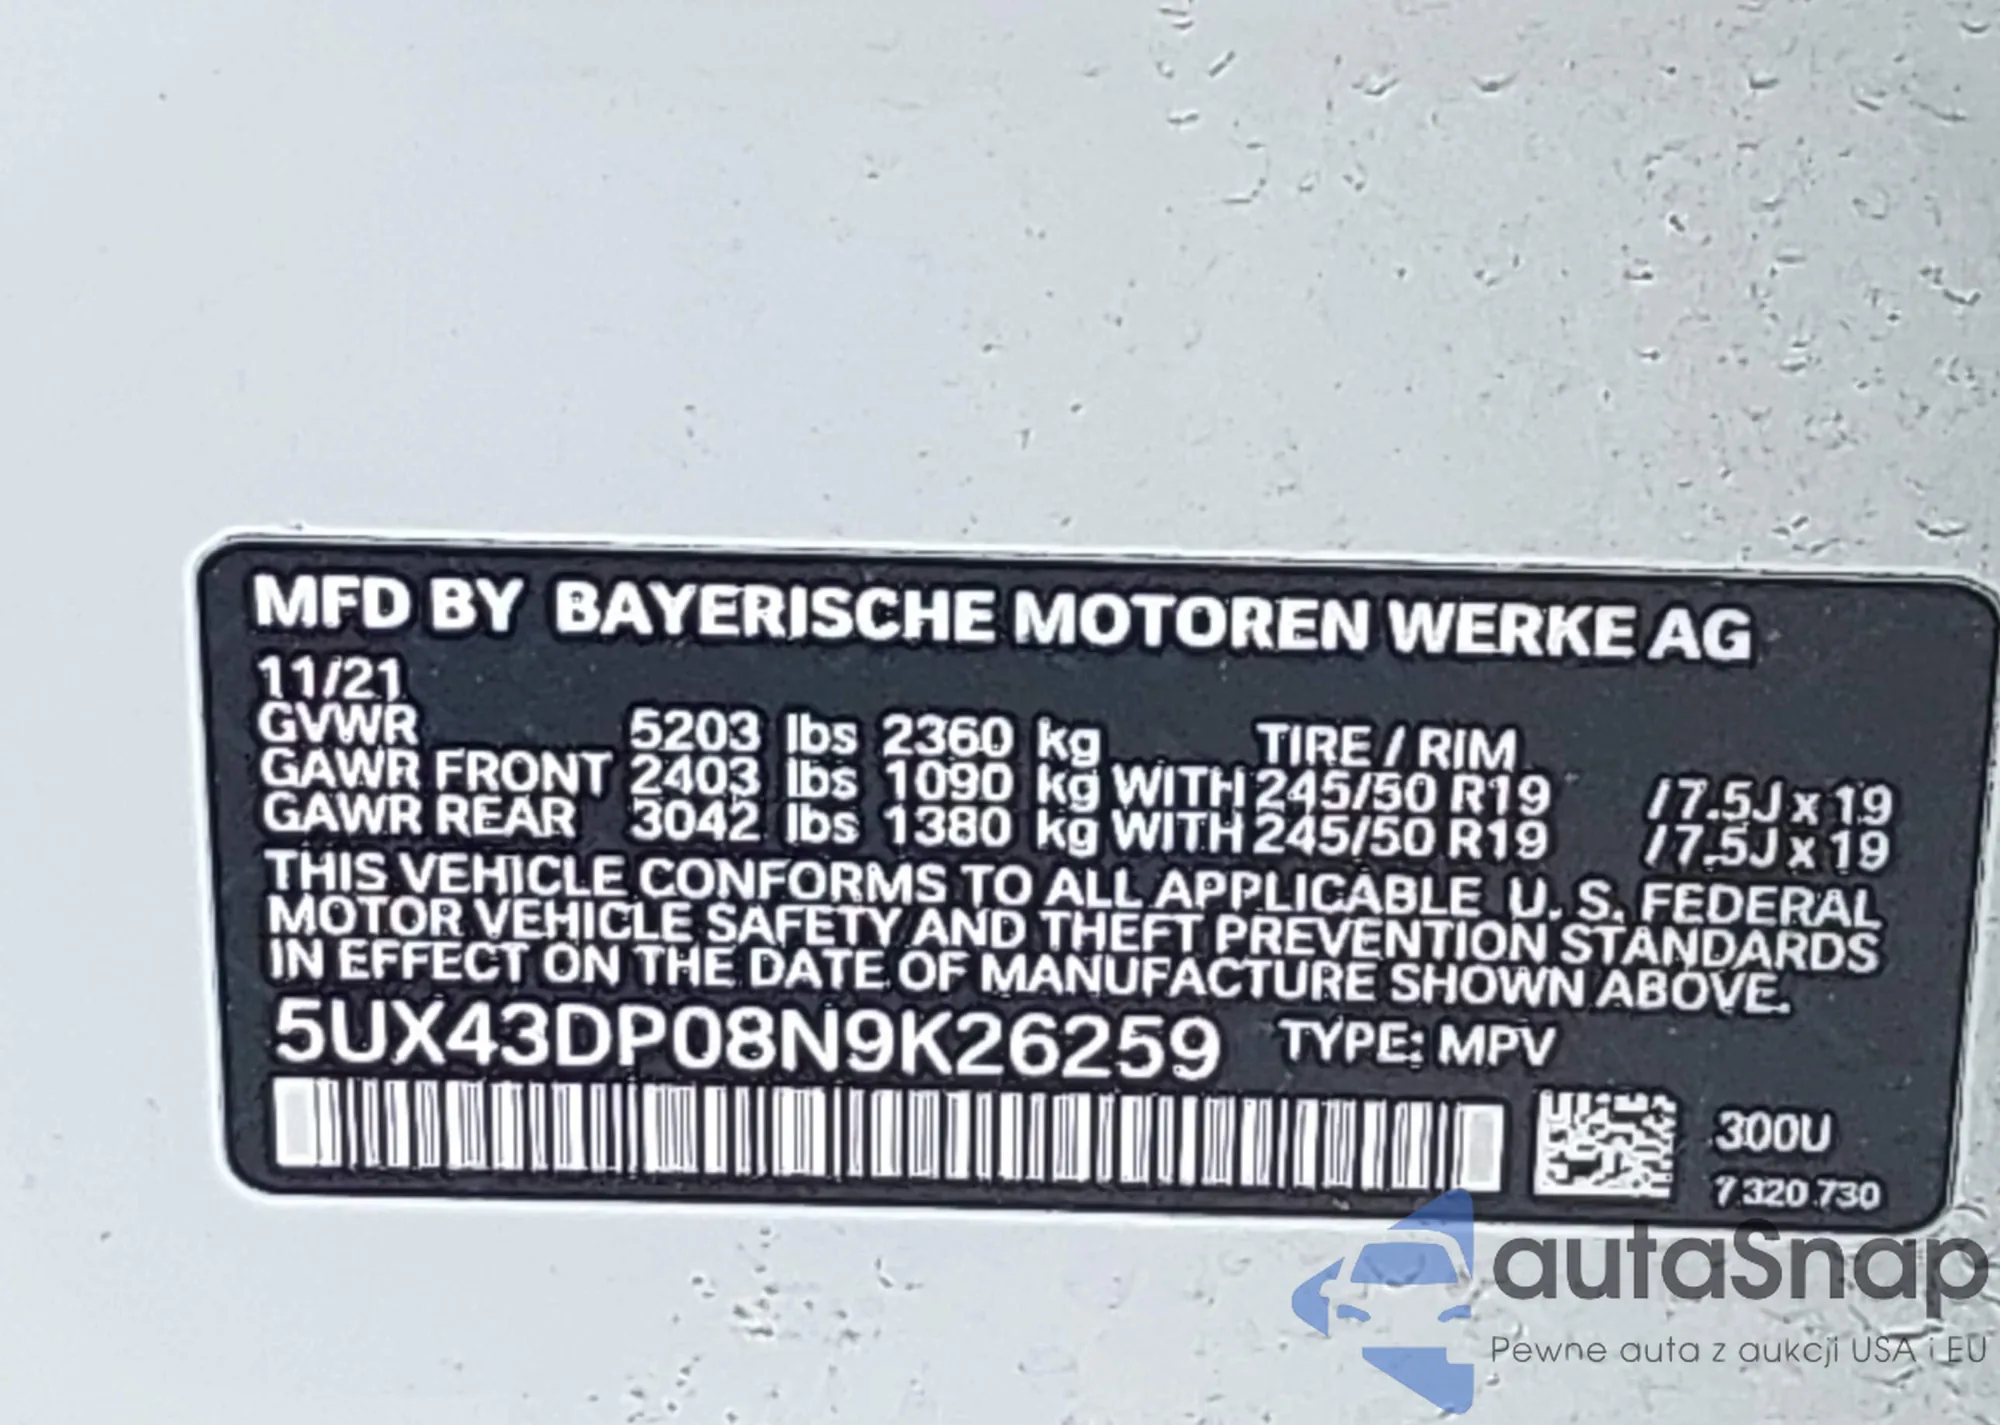 MFD BY BAYERISCHE MOTOREN WERKE AG
11/21
GVWR 5203 lbs 2360 kg TIRE / RIM
GAWR FRONT 2403 lbs 1090 kg WITH 245/50 R19 /7.5J x 19
GAWR REAR 3042 lbs 1380 kg WITH 245/50 R19 /7.5J x 19
THIS VEHICLE CONFORMS TO ALL APPLICABLE U. S. FEDERAL
MOTOR VEHICLE SAFETY AND THEFT PREVENTION STANDARDS
IN EFFECT ON THE DATE OF MANUFACTURE SHOWN ABOVE.
5UX43DP08N9K26259 TYPE: MPV
300U
7 320 730
autaSnap
Pewne auta z aukcji USA i EU